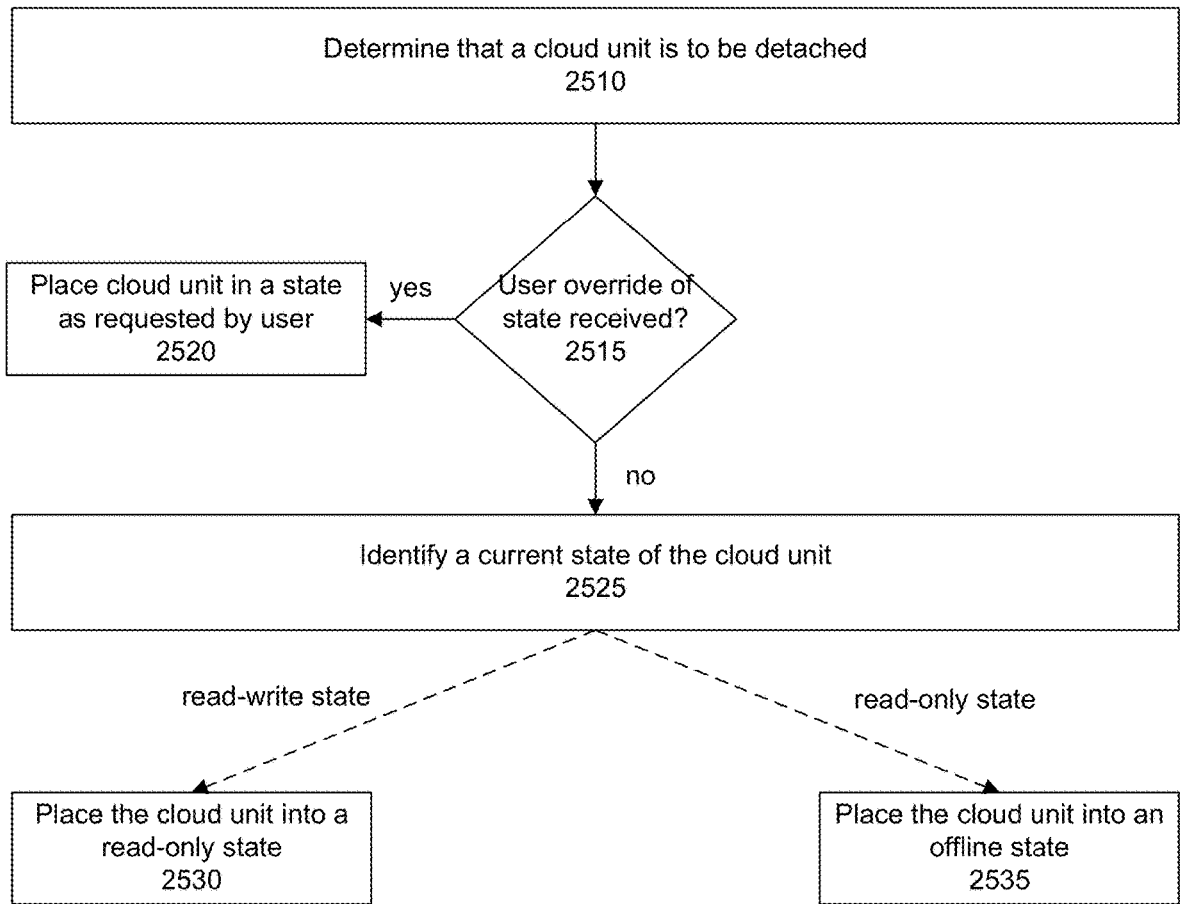 Determine that a cloud unit is to be detached
2510
User override of
state received?
2515
yes
Place cloud unit in a state
as requested by user
2520
no
Identify a current state of the cloud unit
2525
read-write state
read-only state
Place the cloud unit into a
read-only state
2530
Place the cloud unit into an
offline state
2535